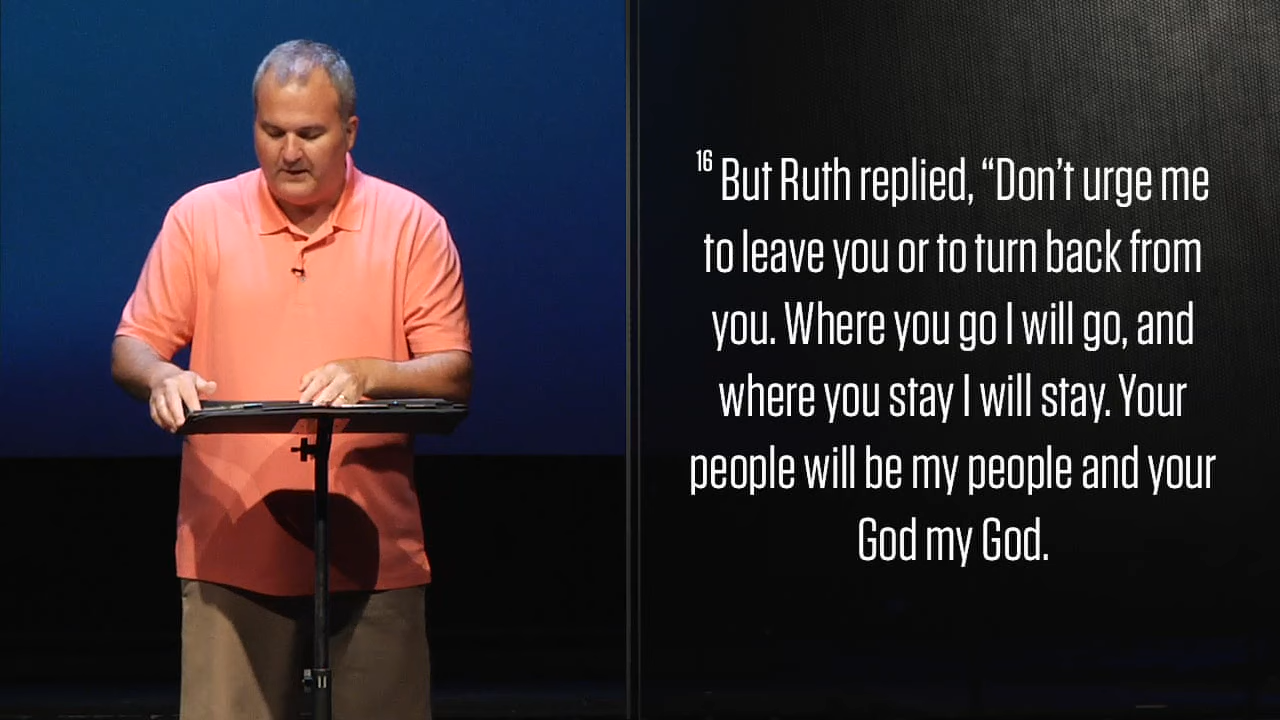 16 But Ruth replied, “Don’t urge me
to leave you or to turn back from
you. Where you go I will go, and
where you stay I will stay. Your
people will be my people and your
God my God.